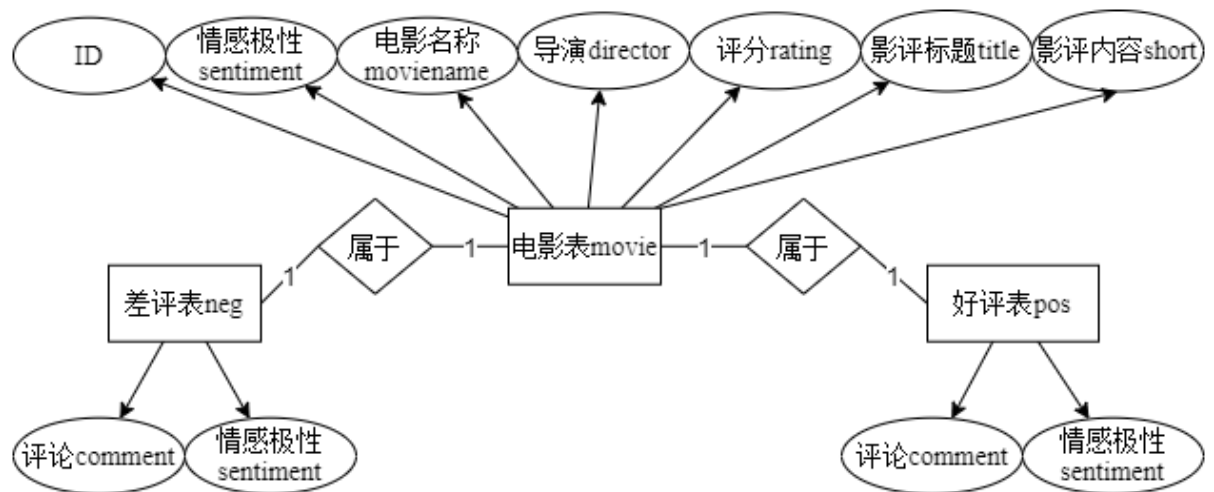 ID
情感极性
sentiment
电影名称
moviename
导演director
评分rating
影评标题title
影评内容short
属于
1
电影表movie
1
属于
1
差评表neg
1
好评表pos
评论comment
情感极性
sentiment
评论comment
情感极性
sentiment